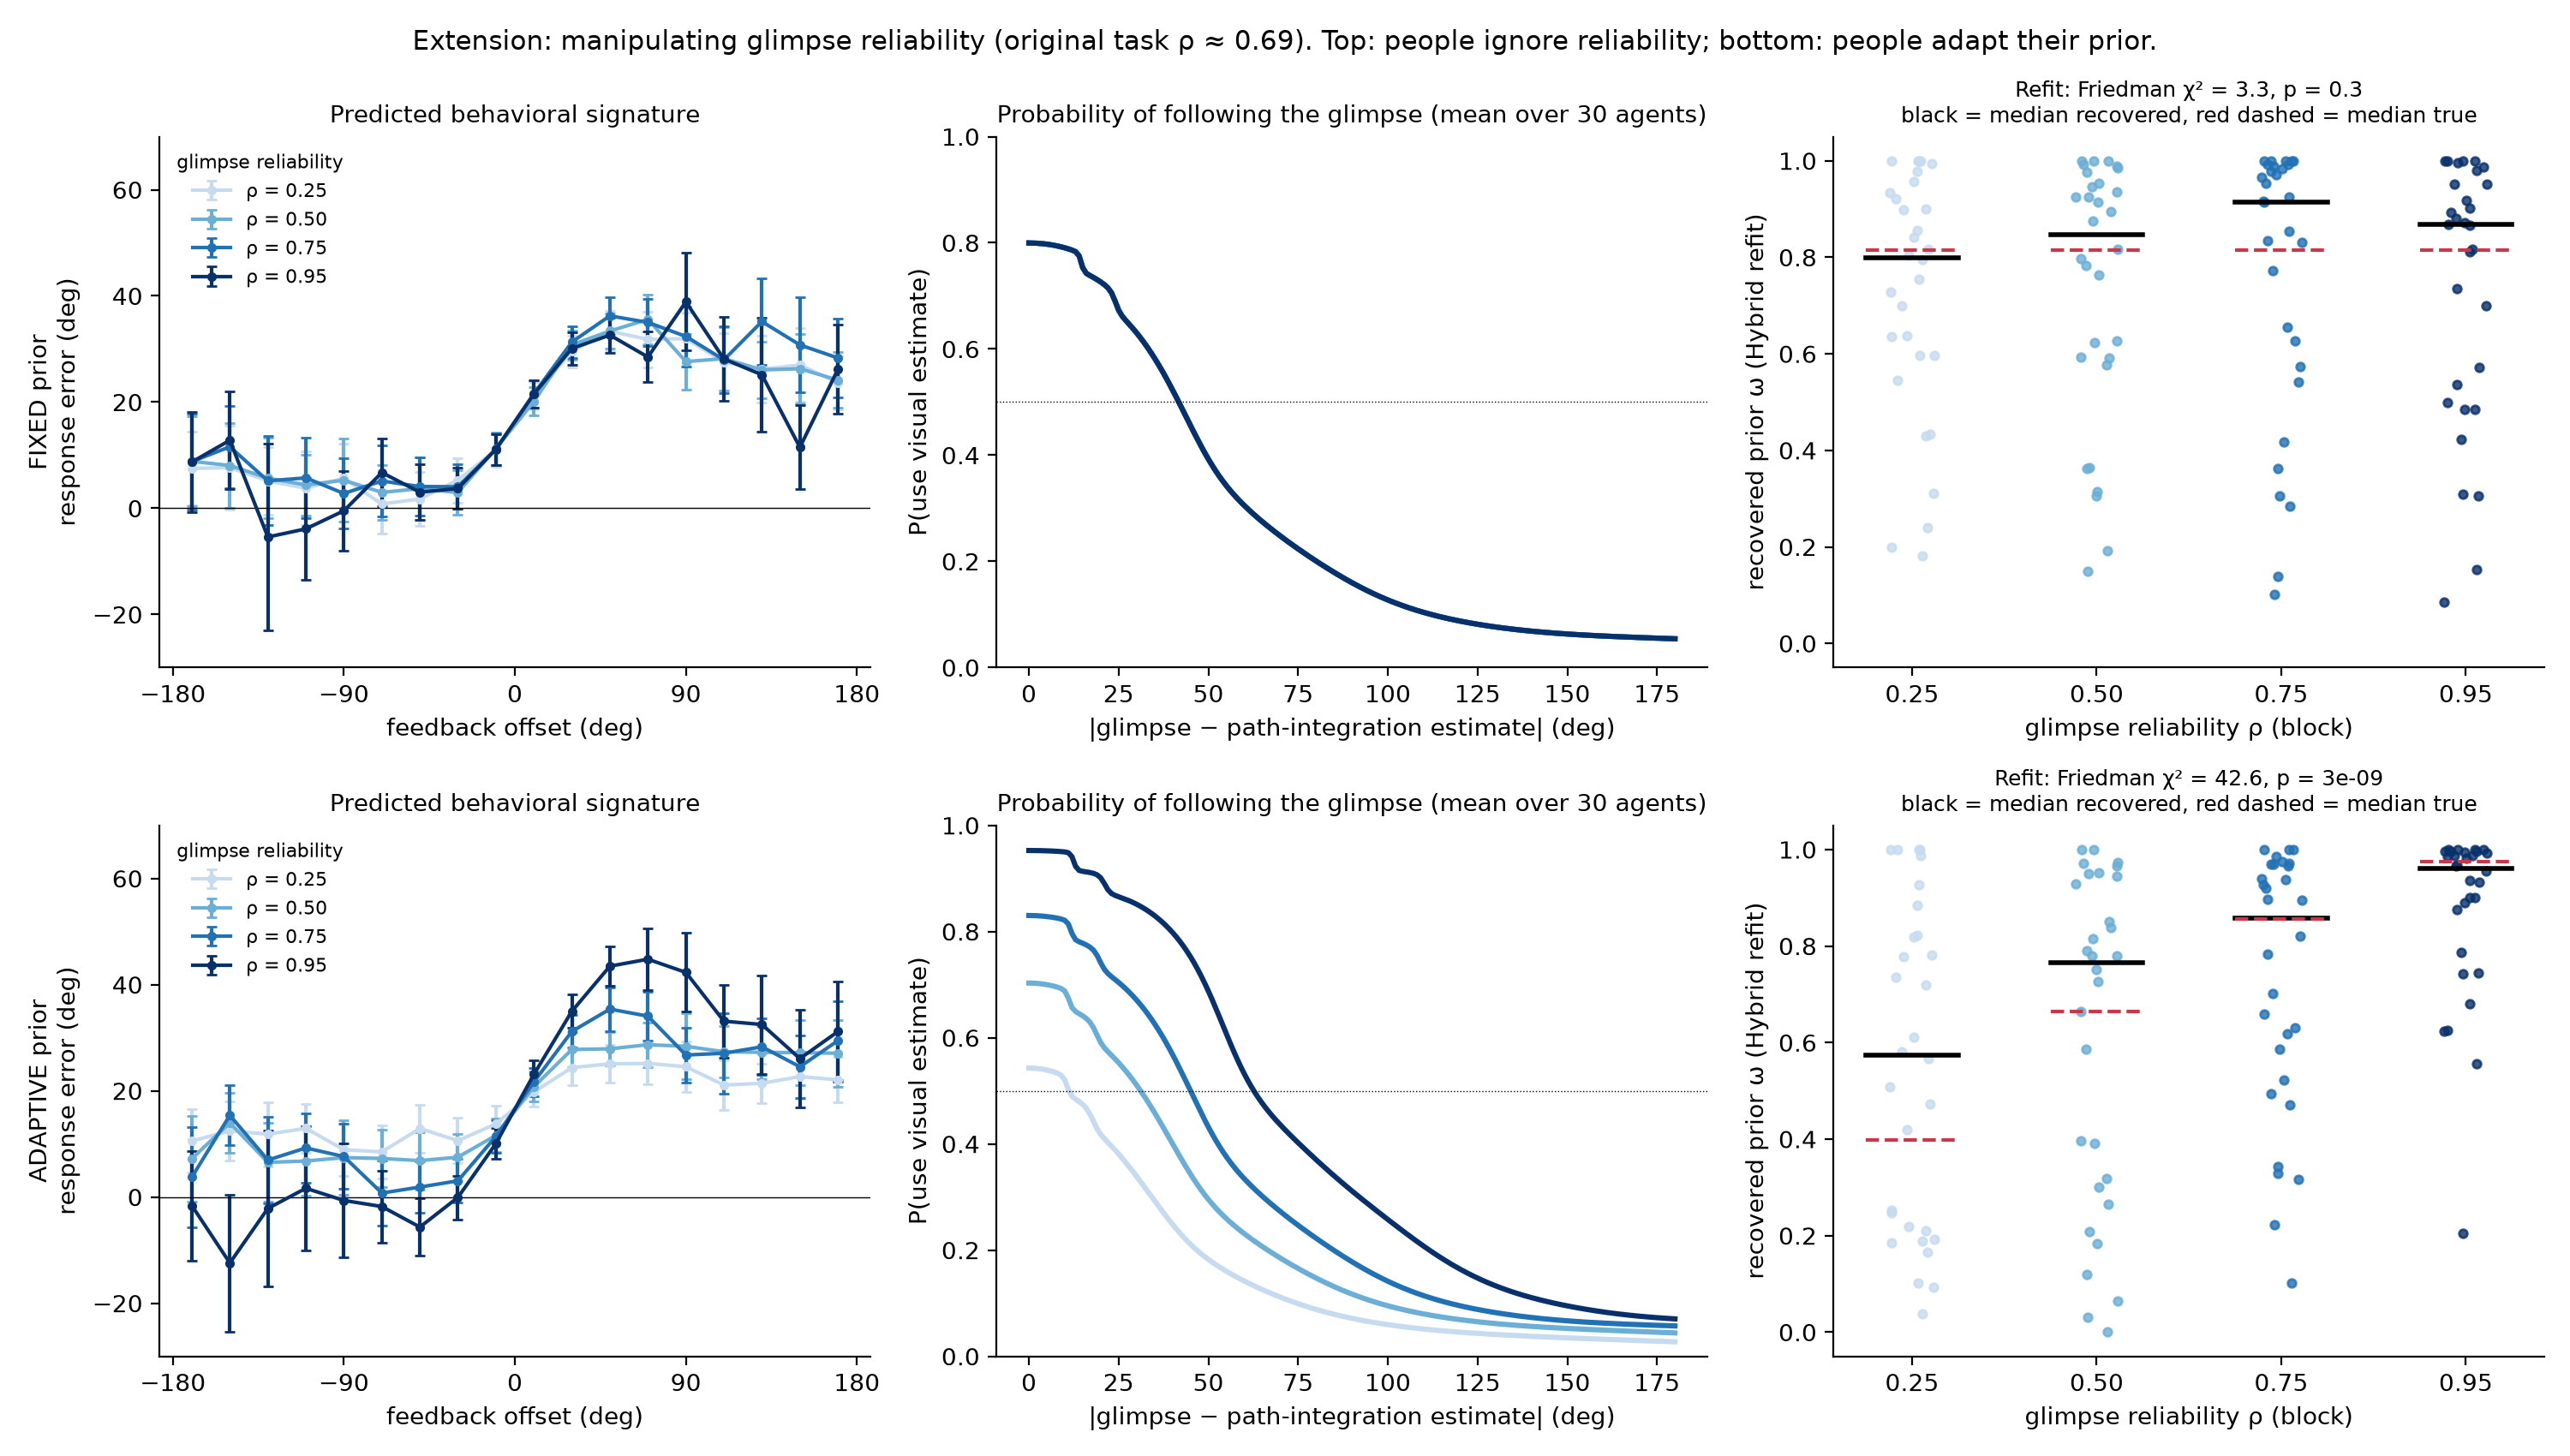 Extension: manipulating glimpse reliability (original task ρ ≈ 0.69). Top: people ignore reliability; bottom: people adapt their prior.
Predicted behavioral signature
FIXED prior
response error (deg)
60
40
20
0
−20
glimpse reliability
ρ = 0.25
ρ = 0.50
ρ = 0.75
ρ = 0.95
−180
−90
0
90
180
feedback offset (deg)
Probability of following the glimpse (mean over 30 agents)
P(use visual estimate)
1.0
0.8
0.6
0.4
0.2
0.0
0
25
50
75
100
125
150
175
|glimpse − path-integration estimate| (deg)
Refit: Friedman χ² = 3.3, p = 0.3
black = median recovered, red dashed = median true
recovered prior ω (Hybrid refit)
1.0
0.8
0.6
0.4
0.2
0.0
0.25
0.50
0.75
0.95
glimpse reliability ρ (block)
Predicted behavioral signature
ADAPTIVE prior
response error (deg)
60
40
20
0
−20
glimpse reliability
ρ = 0.25
ρ = 0.50
ρ = 0.75
ρ = 0.95
−180
−90
0
90
180
feedback offset (deg)
Probability of following the glimpse (mean over 30 agents)
P(use visual estimate)
1.0
0.8
0.6
0.4
0.2
0.0
0
25
50
75
100
125
150
175
|glimpse − path-integration estimate| (deg)
Refit: Friedman χ² = 42.6, p = 3e-09
black = median recovered, red dashed = median true
recovered prior ω (Hybrid refit)
1.0
0.8
0.6
0.4
0.2
0.0
0.25
0.50
0.75
0.95
glimpse reliability ρ (block)